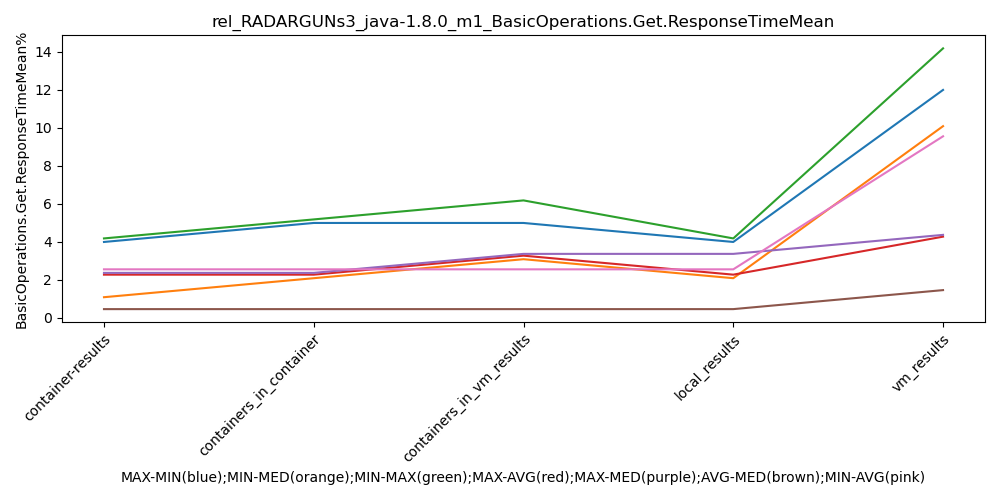 rel_RADARGUNs3_java-1.8.0_m1_BasicOperations.Get.ResponseTimeMean
BasicOperations.Get.ResponseTimeMean%
14
12
10
8
6
4
2
0
container-results
containers_in_container
containers_in_vm_results
local_results
vm_results
MAX-MIN(blue);MIN-MED(orange);MIN-MAX(green);MAX-AVG(red);MAX-MED(purple);AVG-MED(brown);MIN-AVG(pink)